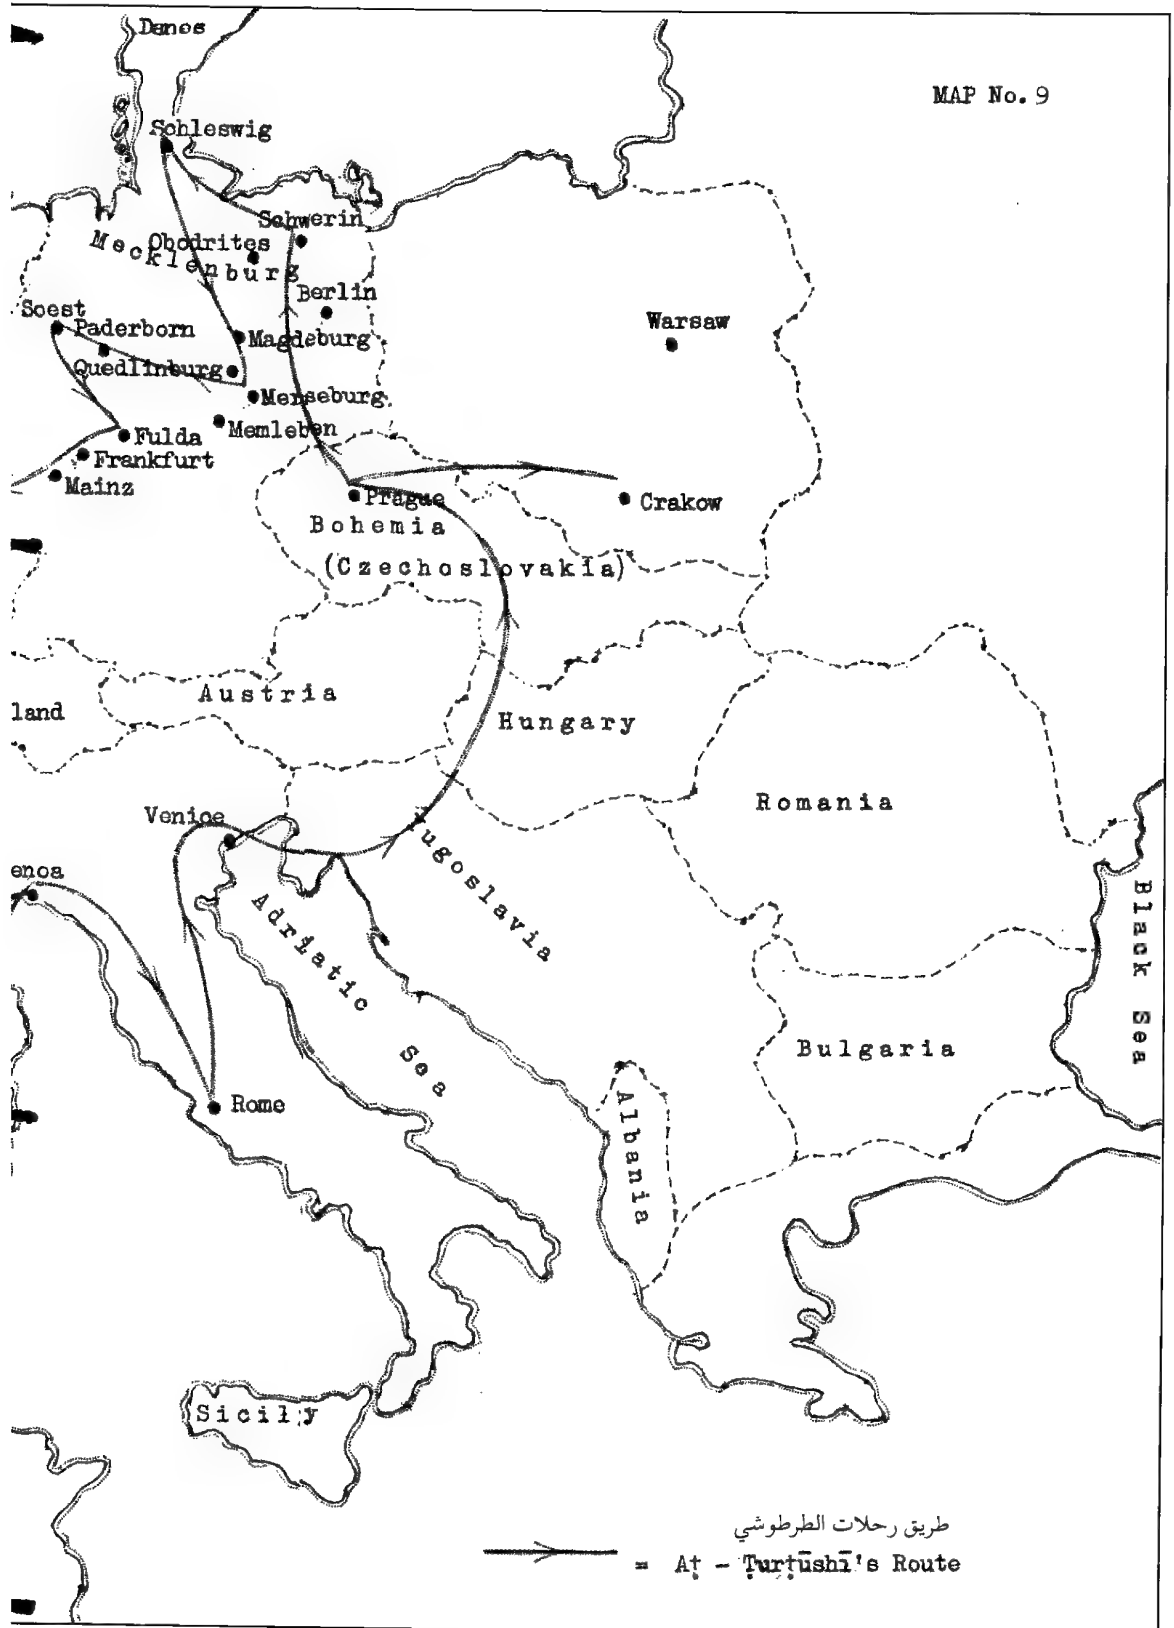 Danes
MAP No. 9
Schleswig
Schwerin
Obodrites
Mecklenburg
Berlin
Soest
Paderborn
Warsaw
Magdeburg
Quedlinburg
Merseburg
Memleben
Fulda
Frankfurt
Mainz
Prague
Crakow
Bohemia
(Czechoslovakia)
Austria
land
Hungary
Romania
Venice
Yugoslavia
enoa
Adriatic Sea
Black Sea
Bulgaria
Rome
Albania
Sicily
طريق رحلات الطرطوشي
= Aṭ - Ṭurṭūshī's Route